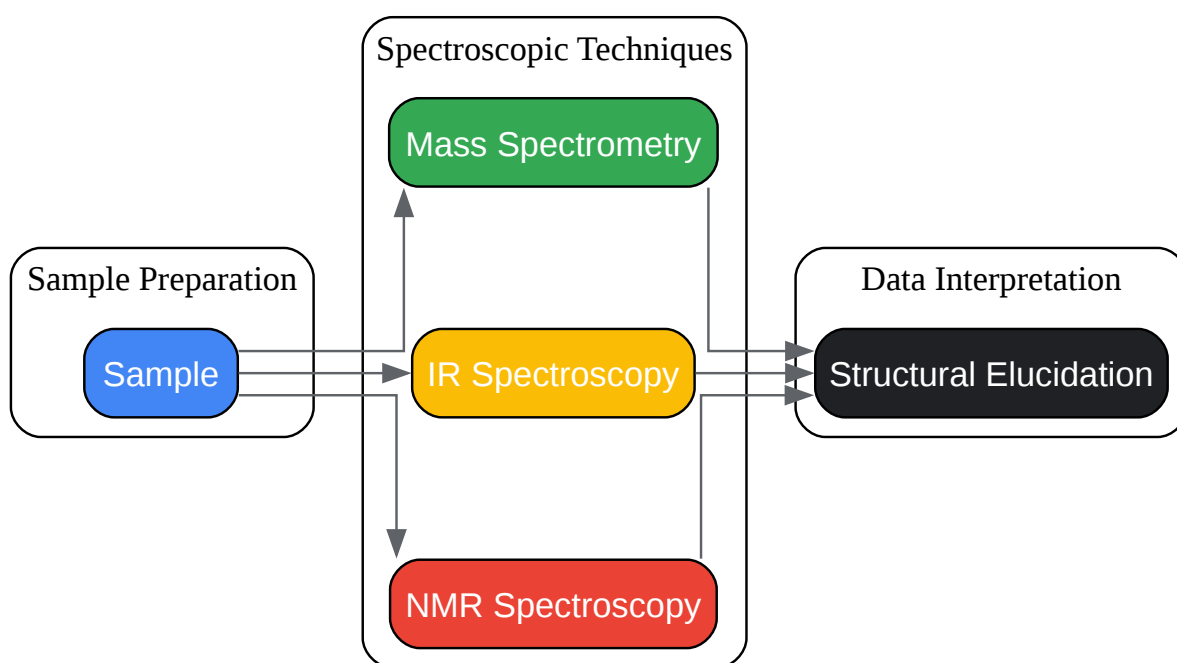 Spectroscopic Techniques
Mass Spectrometry
Sample Preparation
Data Interpretation
Sample
IR Spectroscopy
Structural Elucidation
NMR Spectroscopy